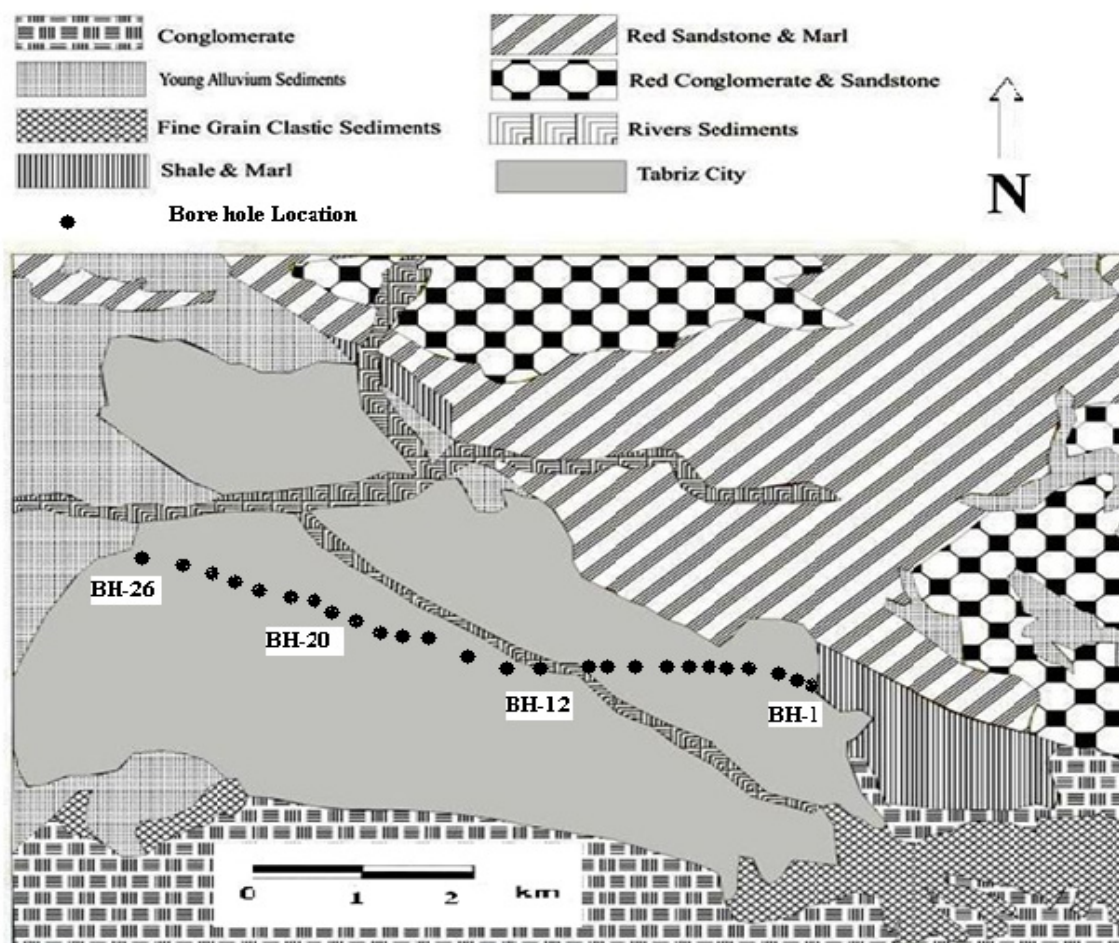 Conglomerate
Young Alluvium Sediments
Fine Grain Clastic Sediments
Shale & Marl
Bore hole Location
Red Sandstone & Marl
Red Conglomerate & Sandstone
Rivers Sediments
Tabriz City
N
BH-26
BH-20
BH-12
BH-1
0 1 2 km